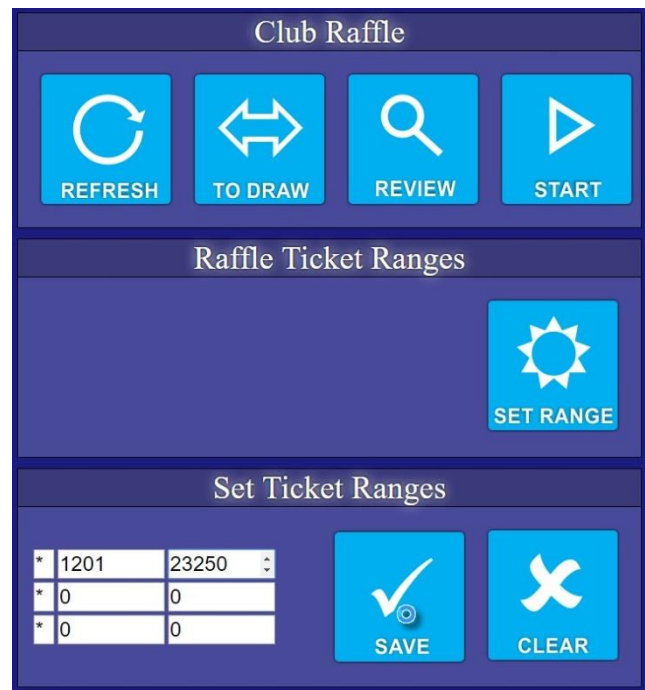 Club Raffle
REFRESH TO DRAW REVIEW START
Raffle Ticket Ranges
SET RANGE
Set Ticket Ranges
* 1201 23250
* 0 0
* 0 0
SAVE CLEAR